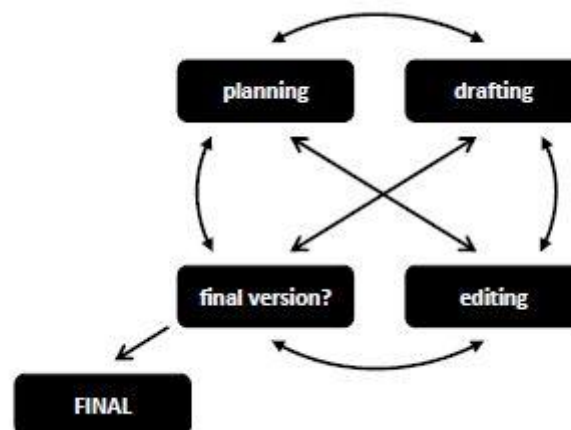 planning
drafting
final version?
editing
FINAL